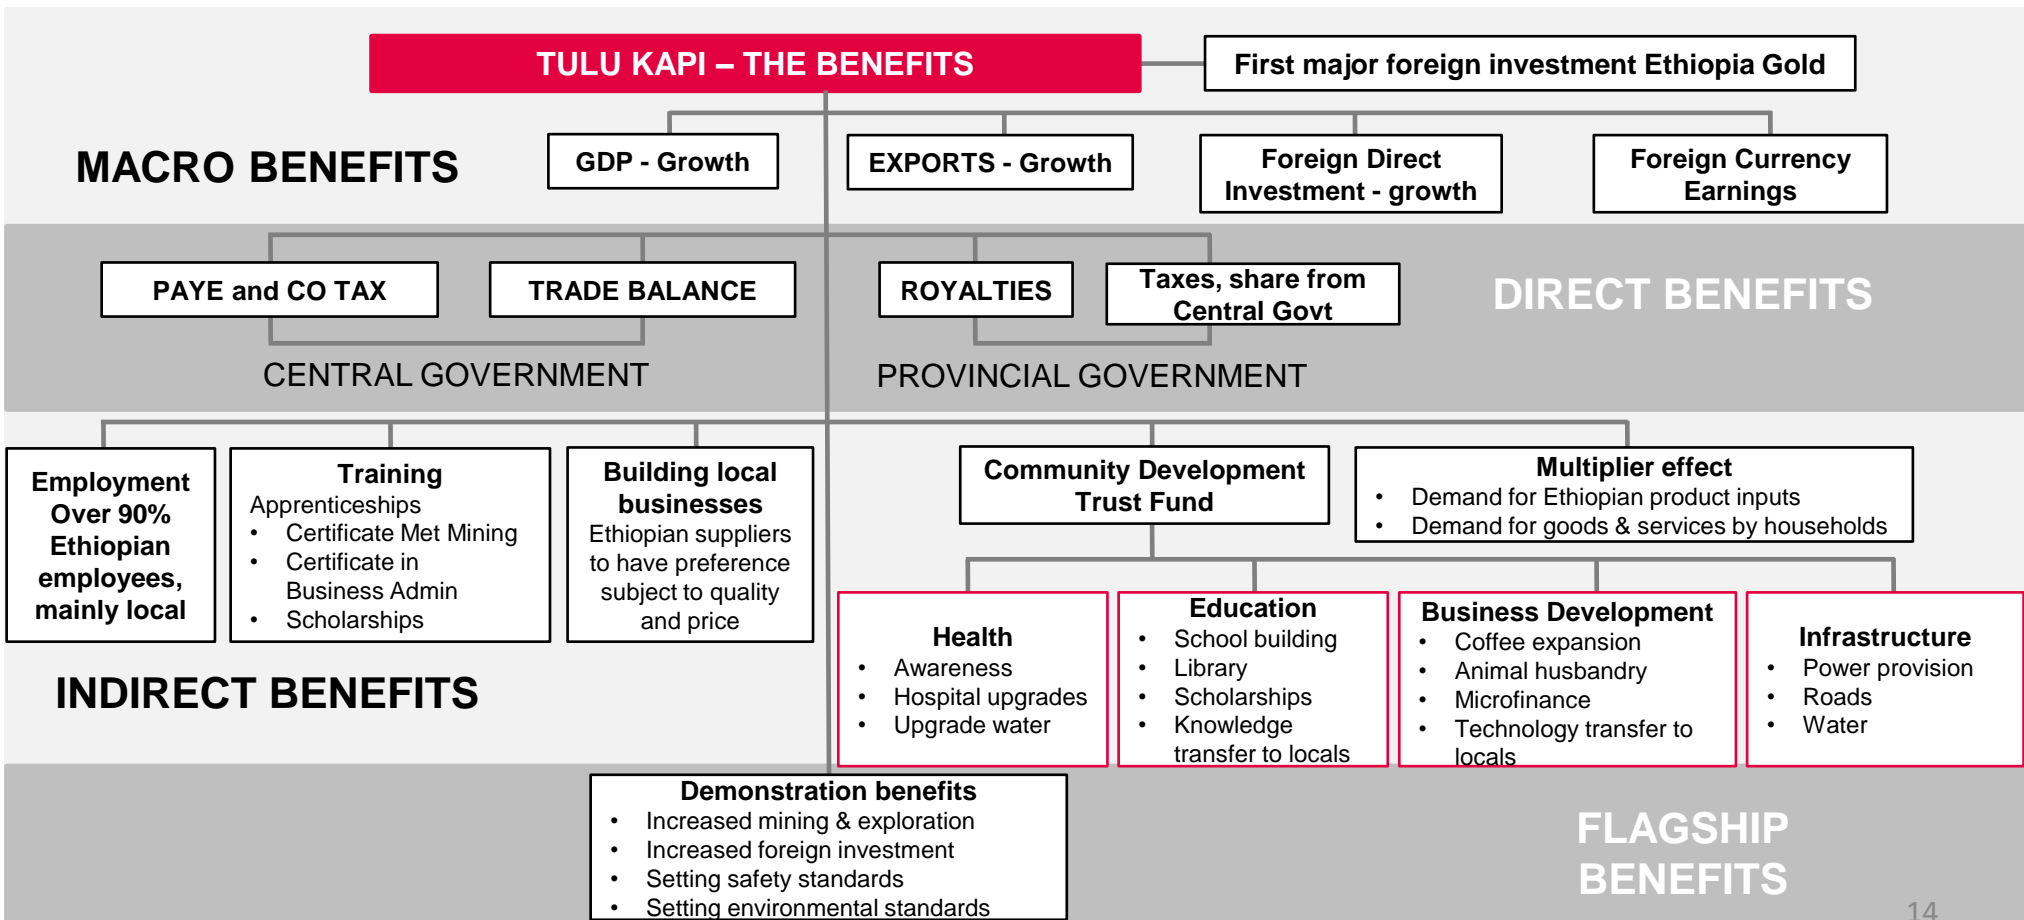 TULU KAPI – THE BENEFITS
First major foreign investment Ethiopia Gold
MACRO BENEFITS
GDP - Growth
EXPORTS - Growth
Foreign Direct
Investment - growth
Foreign Currency
Earnings
PAYE and CO TAX
TRADE BALANCE
ROYALTIES
Taxes, share from
Central Govt
DIRECT BENEFITS
CENTRAL GOVERNMENT
PROVINCIAL GOVERNMENT
Employment
Over 90%
Ethiopian
employees,
mainly local
Training
Apprenticeships
• Certificate Met Mining
• Certificate in
Business Admin
• Scholarships
Building local
businesses
Ethiopian suppliers
to have preference
subject to quality
and price
Community Development
Trust Fund
Multiplier effect
• Demand for Ethiopian product inputs
• Demand for goods & services by households
Health
• Awareness
• Hospital upgrades
• Upgrade water
Education
• School building
• Library
• Scholarships
• Knowledge
transfer to locals
Business Development
• Coffee expansion
• Animal husbandry
• Microfinance
• Technology transfer to
locals
Infrastructure
• Power provision
• Roads
• Water
INDIRECT BENEFITS
Demonstration benefits
• Increased mining & exploration
• Increased foreign investment
• Setting safety standards
• Setting environmental standards
FLAGSHIP
BENEFITS
14